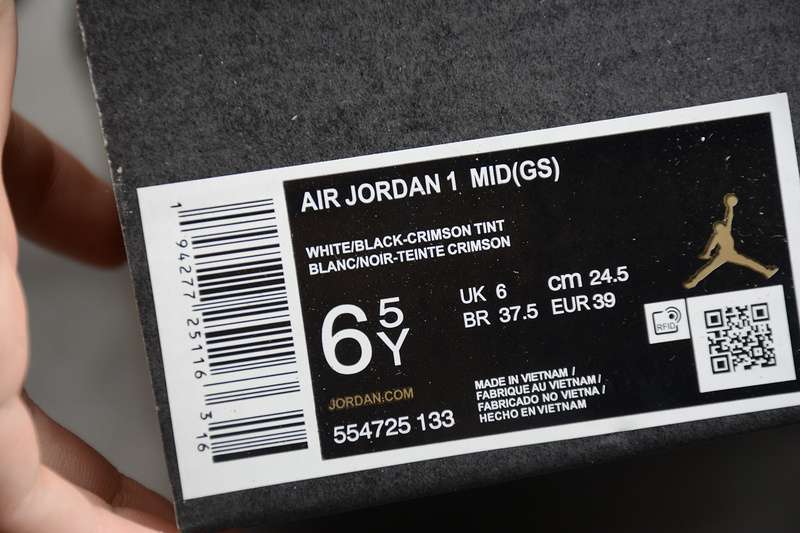 AIR JORDAN 1 MID(GS)
WHITE/BLACK-CRIMSON TINT
BLANC/NOIR-TEINTE CRIMSON
6 5 Y
UK 6 cm 24.5
BR 37.5 EUR 39
RFID
JORDAN.COM
554725 133
MADE IN VIETNAM /
FABRIQUE AU VIETNAM /
FABRICADO NO VIETNA /
HECHO EN VIETNAM
1 94277 25116 3 16